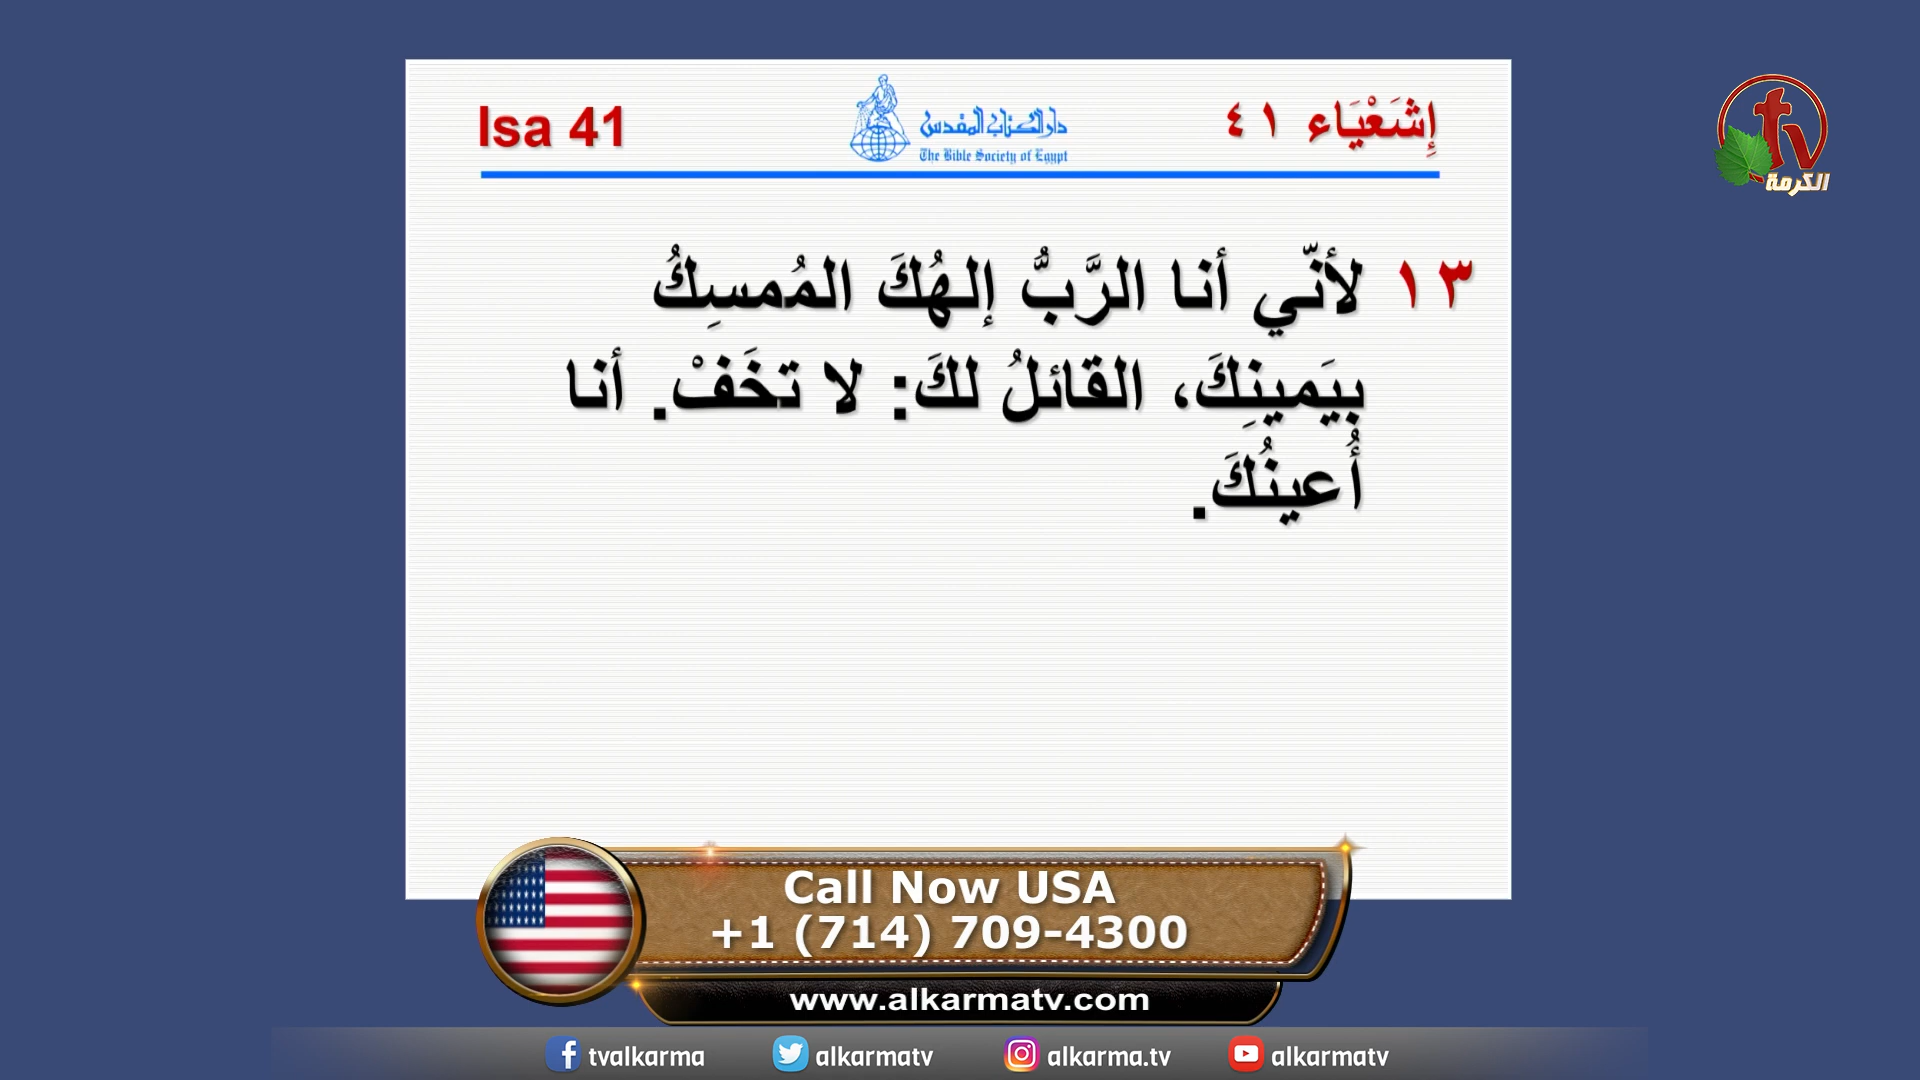 Isa 41
دار الكتاب المقدس
The Bible Society of Egypt
إِشَعْيَاء ٤١
tv
الكرمة
١٣ لأنّي أنا الرَّبُّ إلهُكَ المُمسِكُ
بيَمينِكَ، القائلُ لكَ: لا تخَفْ. أنا
أُعينُكَ.
Call Now USA
+1 (714) 709-4300
www.alkarmatv.com
tvalkarma
alkarmatv
alkarma.tv
alkarmatv